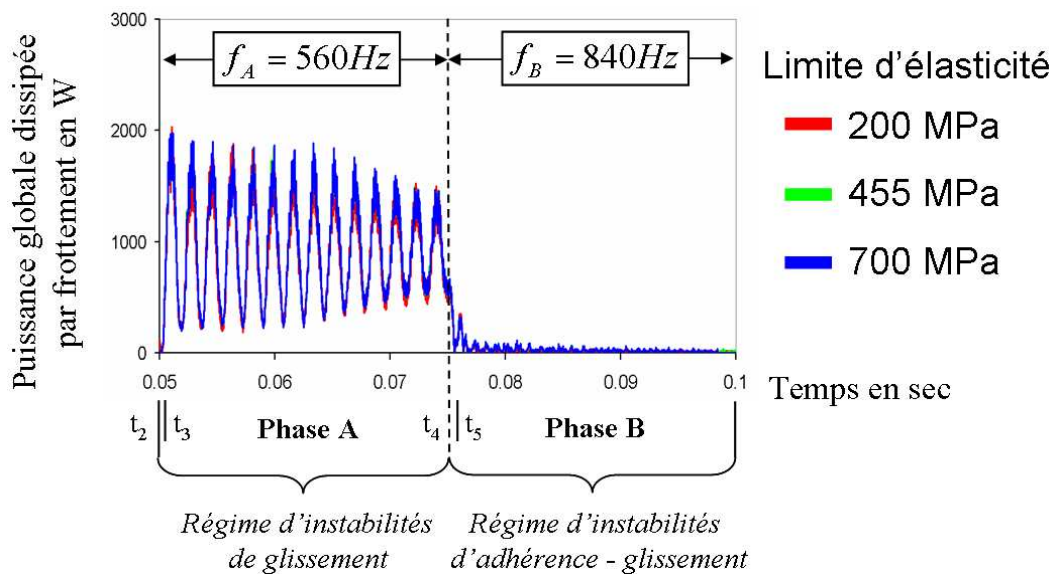 3000
2000
1000
0
Puissance globale dissipée
par frottement en W
f_A = 560Hz
f_B = 840Hz
Limite d'élasticité
200 MPa
455 MPa
700 MPa
0.05
0.06
0.07
0.08
0.09
0.1
Temps en sec
t₂
t₃
Phase A
t₄
t₅
Phase B
Régime d'instabilités
de glissement
Régime d'instabilités
d'adhérence - glissement